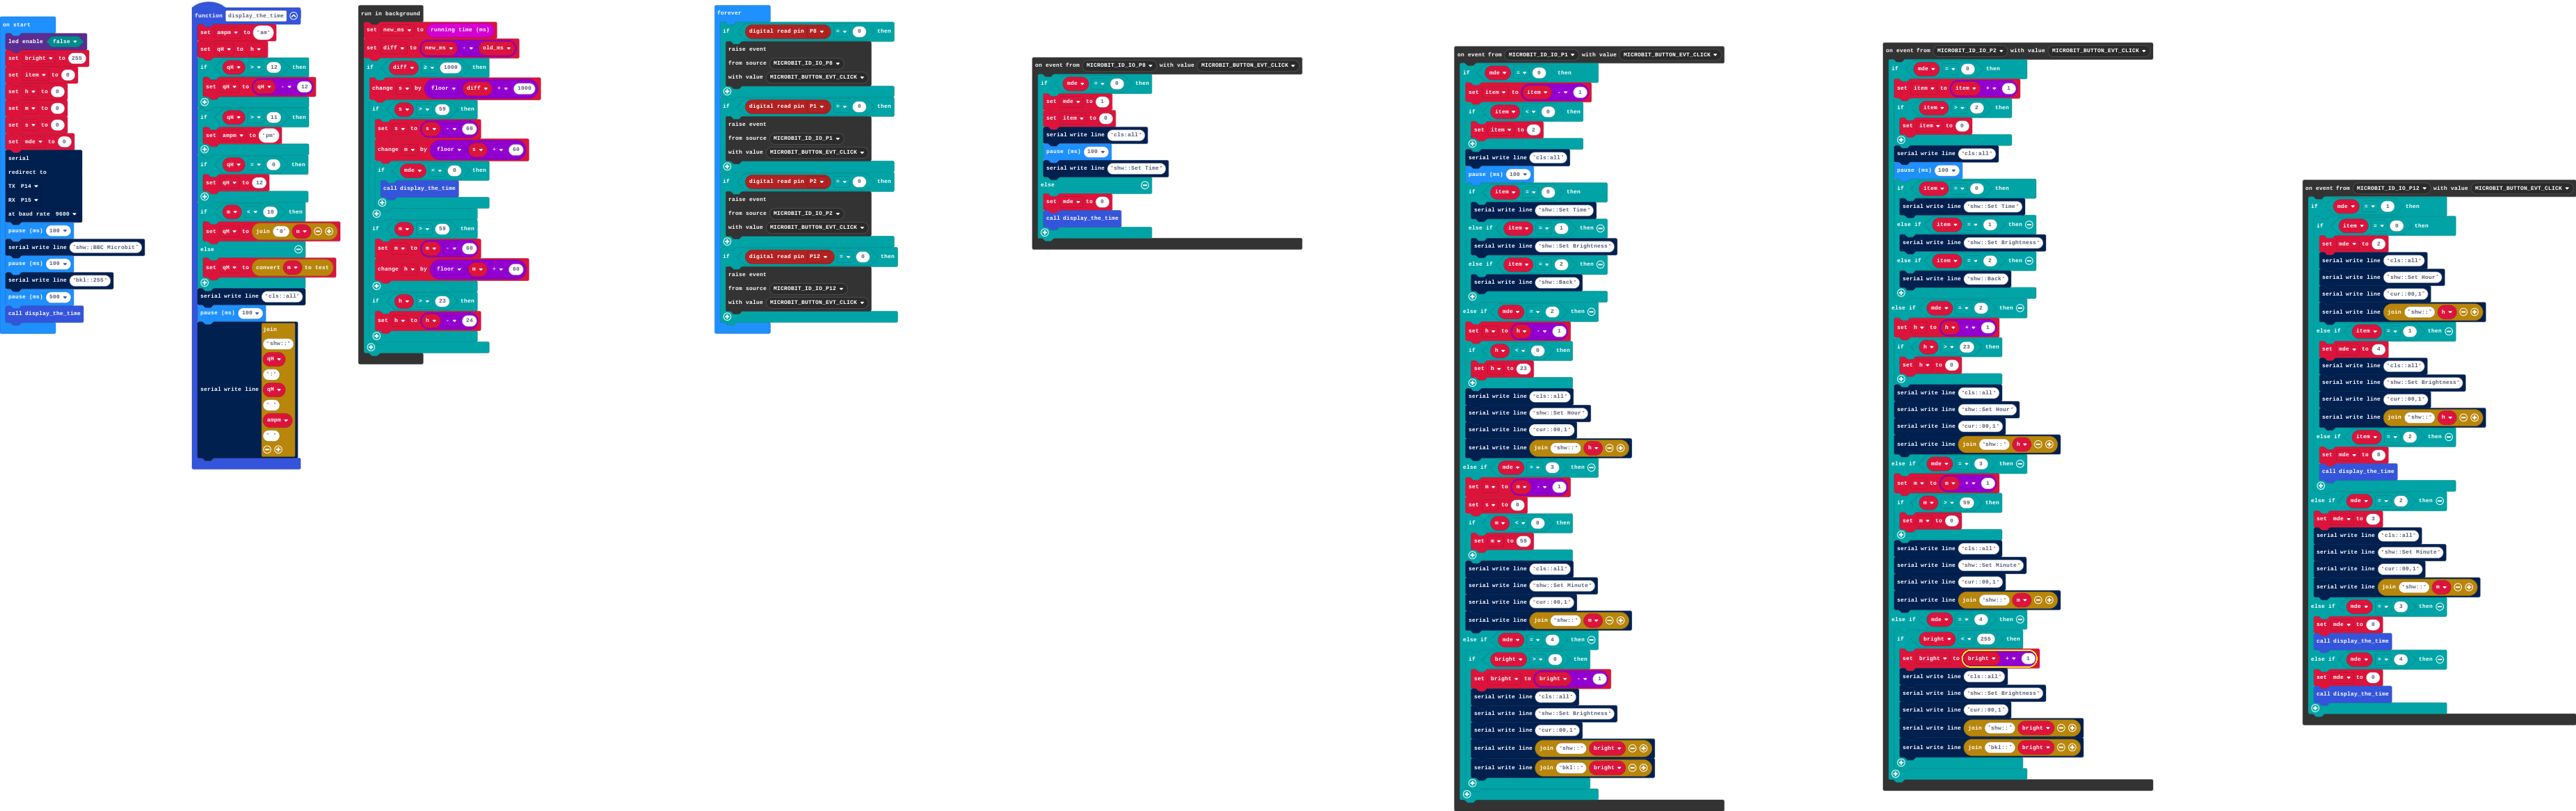 on start
led enable false
set bright to 255
set item to 0
set h to 0
set m to 0
set s to 0
set mde to 0
serial
redirect to
TX P14
RX P15
at baud rate 9600
pause (ms) 100
serial write line "shw::BBC Microbit"
pause (ms) 100
serial write line "bkl::255"
pause (ms) 500
call display_the_time
function display_the_time
set ampm to "am"
set qH to h
if qH > 12 then
set qH to qH - 12
if qH > 11 then
set ampm to "pm"
if qH = 0 then
set qH to 12
if m < 10 then
set qM to join "0" m
else
set qM to convert m to text
serial write line "cls::all"
pause (ms) 100
serial write line
join
"shw::"
qH
":"
qM
" "
ampm
" "
run in background
set new_ms to running time (ms)
set diff to new_ms - old_ms
if diff ≥ 1000 then
change s by floor diff ÷ 1000
if s > 59 then
set s to s - 60
change m by floor s ÷ 60
if mde = 0 then
call display_the_time
if m > 59 then
set m to m - 60
change h by floor m ÷ 60
if h > 23 then
set h to h - 24
forever
if digital read pin P8 = 0 then
raise event
from source MICROBIT_ID_IO_P8
with value MICROBIT_BUTTON_EVT_CLICK
if digital read pin P1 = 0 then
raise event
from source MICROBIT_ID_IO_P1
with value MICROBIT_BUTTON_EVT_CLICK
if digital read pin P2 = 0 then
raise event
from source MICROBIT_ID_IO_P2
with value MICROBIT_BUTTON_EVT_CLICK
if digital read pin P12 = 0 then
raise event
from source MICROBIT_ID_IO_P12
with value MICROBIT_BUTTON_EVT_CLICK
on event from MICROBIT_ID_IO_P8 with value MICROBIT_BUTTON_EVT_CLICK
if mde = 0 then
set mde to 1
set item to 0
serial write line "cls:all"
pause (ms) 100
serial write line "shw::Set Time"
else
set mde to 0
call display_the_time
on event from MICROBIT_ID_IO_P1 with value MICROBIT_BUTTON_EVT_CLICK
if mde = 0 then
set item to item - 1
if item < 0 then
set item to 2
serial write line "cls:all"
pause (ms) 100
if item = 0 then
serial write line "shw::Set Time"
else if item = 1 then
serial write line "shw::Set Brightness"
else if item = 2 then
serial write line "shw::Back"
else if mde = 2 then
set h to h - 1
if h < 0 then
set h to 23
serial write line "cls::all"
serial write line "shw::Set Hour"
serial write line "cur::00,1"
serial write line join "shw::" h
else if mde = 3 then
set m to m - 1
set s to 0
if m < 0 then
set m to 59
serial write line "cls::all"
serial write line "shw::Set Minute"
serial write line "cur::00,1"
serial write line join "shw::" m
else if mde = 4 then
if bright > 0 then
set bright to bright - 1
serial write line "cls::all"
serial write line "shw::Set Brightness"
serial write line "cur::00,1"
serial write line join "shw::" bright
serial write line join "bkl::" bright
on event from MICROBIT_ID_IO_P2 with value MICROBIT_BUTTON_EVT_CLICK
if mde = 0 then
set item to item + 1
if item > 2 then
set item to 0
serial write line "cls:all"
pause (ms) 100
if item = 0 then
serial write line "shw::Set Time"
else if item = 1 then
serial write line "shw::Set Brightness"
else if item = 2 then
serial write line "shw::Back"
else if mde = 2 then
set h to h + 1
if h > 23 then
set h to 0
serial write line "cls::all"
serial write line "shw::Set Hour"
serial write line "cur::00,1"
serial write line join "shw::" h
else if mde = 3 then
set m to m + 1
if m > 59 then
set m to 0
serial write line "cls::all"
serial write line "shw::Set Minute"
serial write line "cur::00,1"
serial write line join "shw::" m
else if mde = 4 then
if bright < 255 then
set bright to bright + 1
serial write line "cls::all"
serial write line "shw::Set Brightness"
serial write line "cur::00,1"
serial write line join "shw::" bright
serial write line join "bkl::" bright
on event from MICROBIT_ID_IO_P12 with value MICROBIT_BUTTON_EVT_CLICK
if mde = 1 then
if item = 0 then
set mde to 2
serial write line "cls::all"
serial write line "shw::Set Hour"
serial write line "cur::00,1"
serial write line join "shw::" h
else if item = 1 then
set mde to 4
serial write line "cls::all"
serial write line "shw::Set Brightness"
serial write line "cur::00,1"
serial write line join "shw::" h
else if item = 2 then
set mde to 0
call display_the_time
else if mde = 2 then
set mde to 3
serial write line "cls::all"
serial write line "shw::Set Minute"
serial write line "cur::00,1"
serial write line join "shw::" m
else if mde = 3 then
set mde to 0
call display_the_time
else if mde = 4 then
set mde to 0
call display_the_time